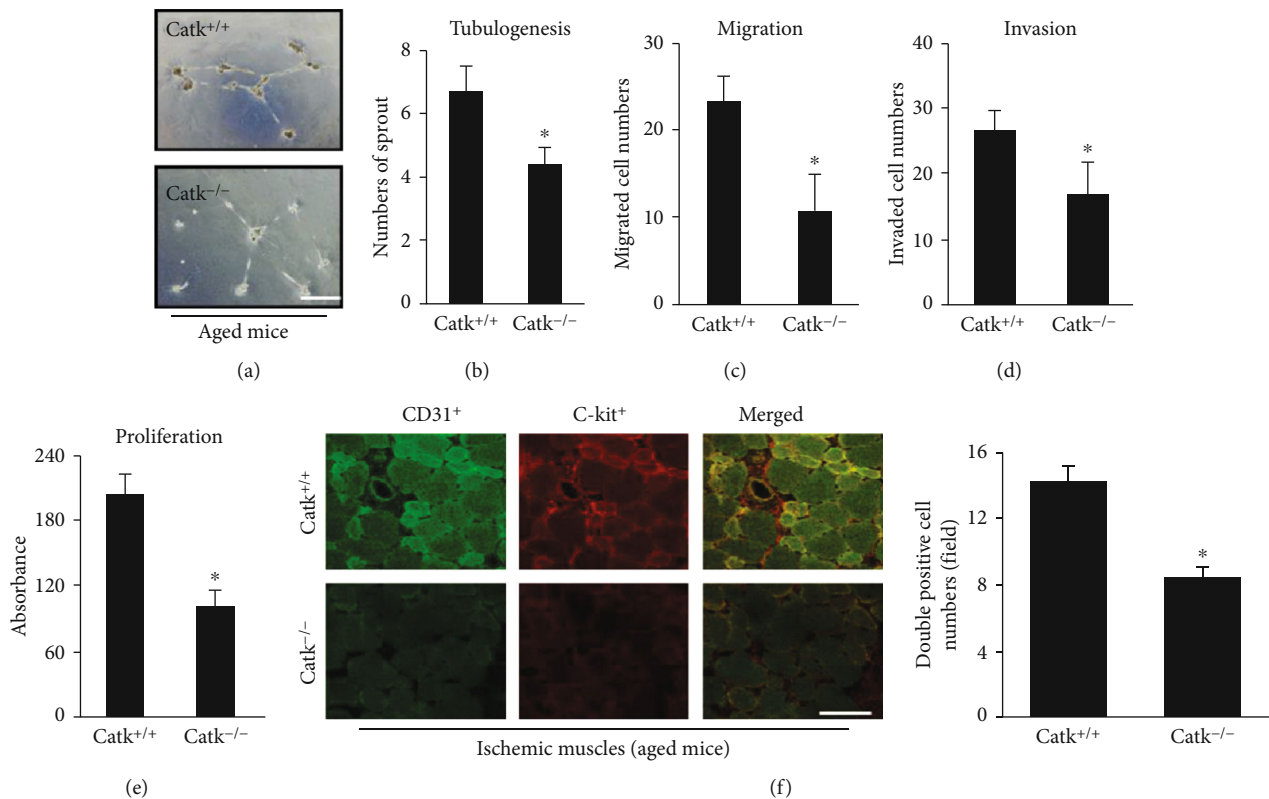 Catk+/+
Catk−/−
Aged mice
(a)
Tubulogenesis
Numbers of sprout
8
6
4
2
0
*
Catk+/+ Catk−/−
(b)
Migration
Migrated cell numbers
30
20
10
0
*
Catk+/+ Catk−/−
(c)
Invasion
Invaded cell numbers
40
30
20
10
0
*
Catk+/+ Catk−/−
(d)
Proliferation
Absorbance
240
180
120
60
0
*
Catk+/+ Catk−/−
(e)
CD31+ C-kit+ Merged
Catk+/+
Catk−/−
Ischemic muscles (aged mice)
Double positive cell
numbers (field)
16
12
8
4
0
*
Catk+/+ Catk−/−
(f)